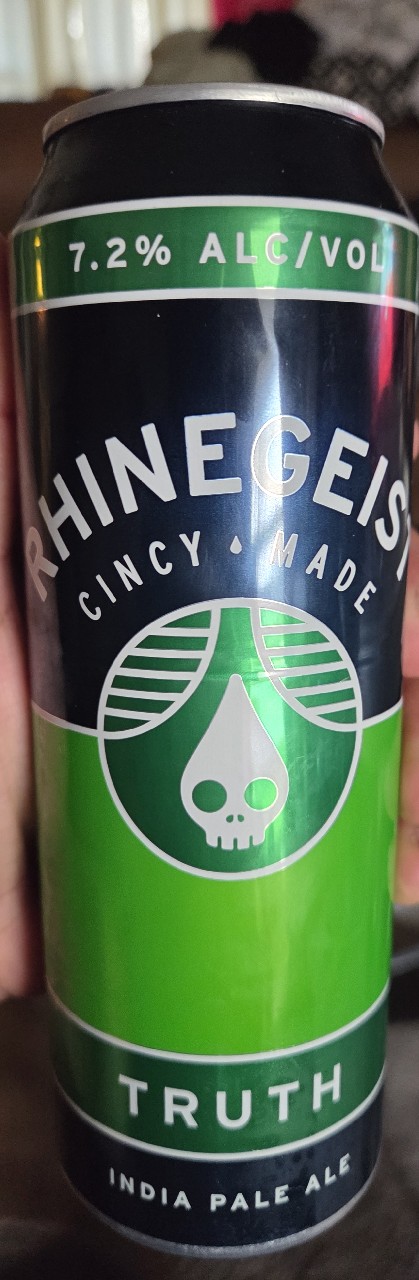 7.2% ALC/VOL
RHINEGEIST
CINCY MADE
TRUTH
INDIA PALE ALE